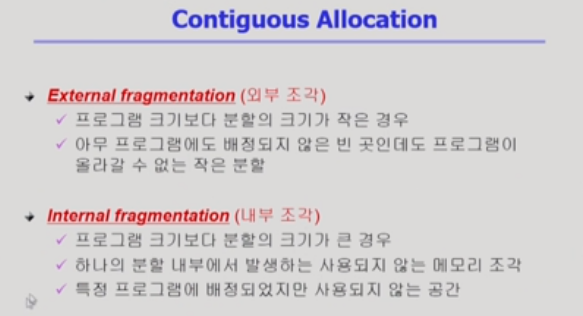 Contiguous Allocation
External fragmentation (외부 조각)
✓ 프로그램 크기보다 분할의 크기가 작은 경우
✓ 아무 프로그램에도 배정되지 않은 빈 곳인데도 프로그램이
올라갈 수 없는 작은 분할
Internal fragmentation (내부 조각)
✓ 프로그램 크기보다 분할의 크기가 큰 경우
✓ 하나의 분할 내부에서 발생하는 사용되지 않는 메모리 조각
✓ 특정 프로그램에 배정되었지만 사용되지 않는 공간